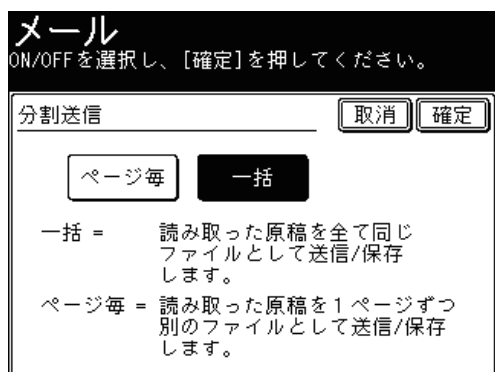 メール
ON/OFFを選択し、[確定]を押してください。
分割送信 取消 確定
ページ毎 一括
一括 = 読み取った原稿を全て同じ
ファイルとして送信/保存
します。
ページ毎 = 読み取った原稿を1ページずつ
別のファイルとして送信/保存
します。